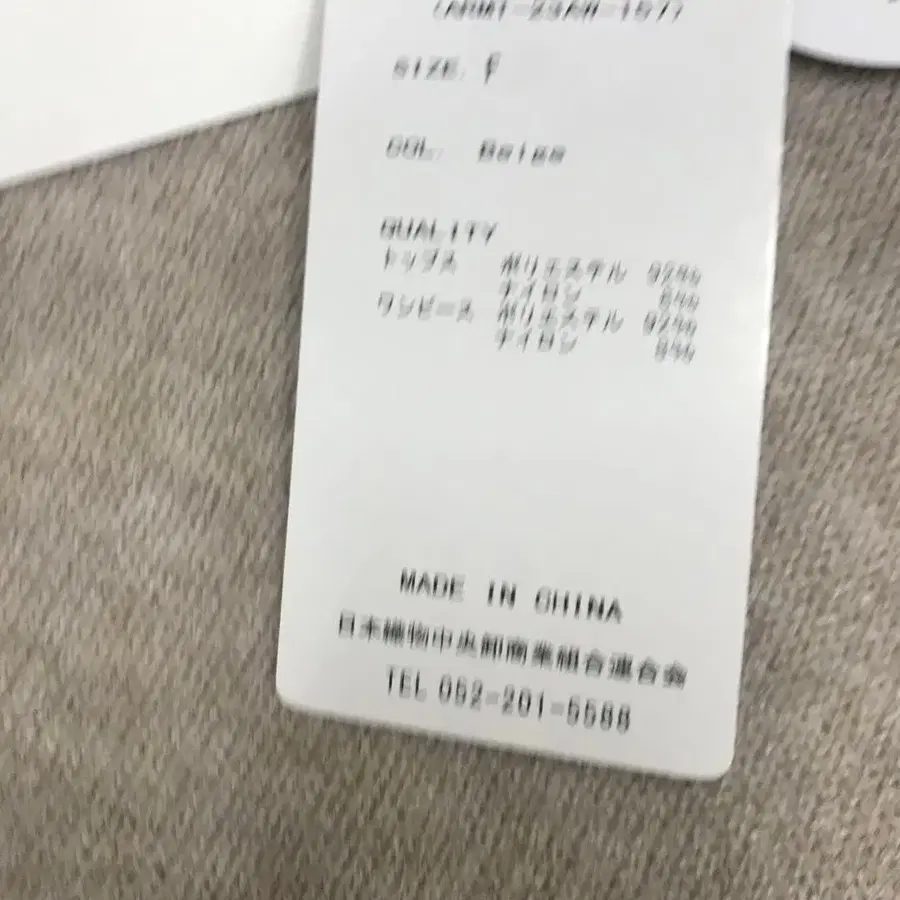 (ARMT-23AW-157)
SIZE. F
COL. Beige
QUALITY
トップス ポリエステル 92%
ナイロン 8%
ワンピース ポリエステル 92%
ナイロン 8%
MADE IN CHINA
日本織物中央卸商業組合連合会
TEL 052-201-5588